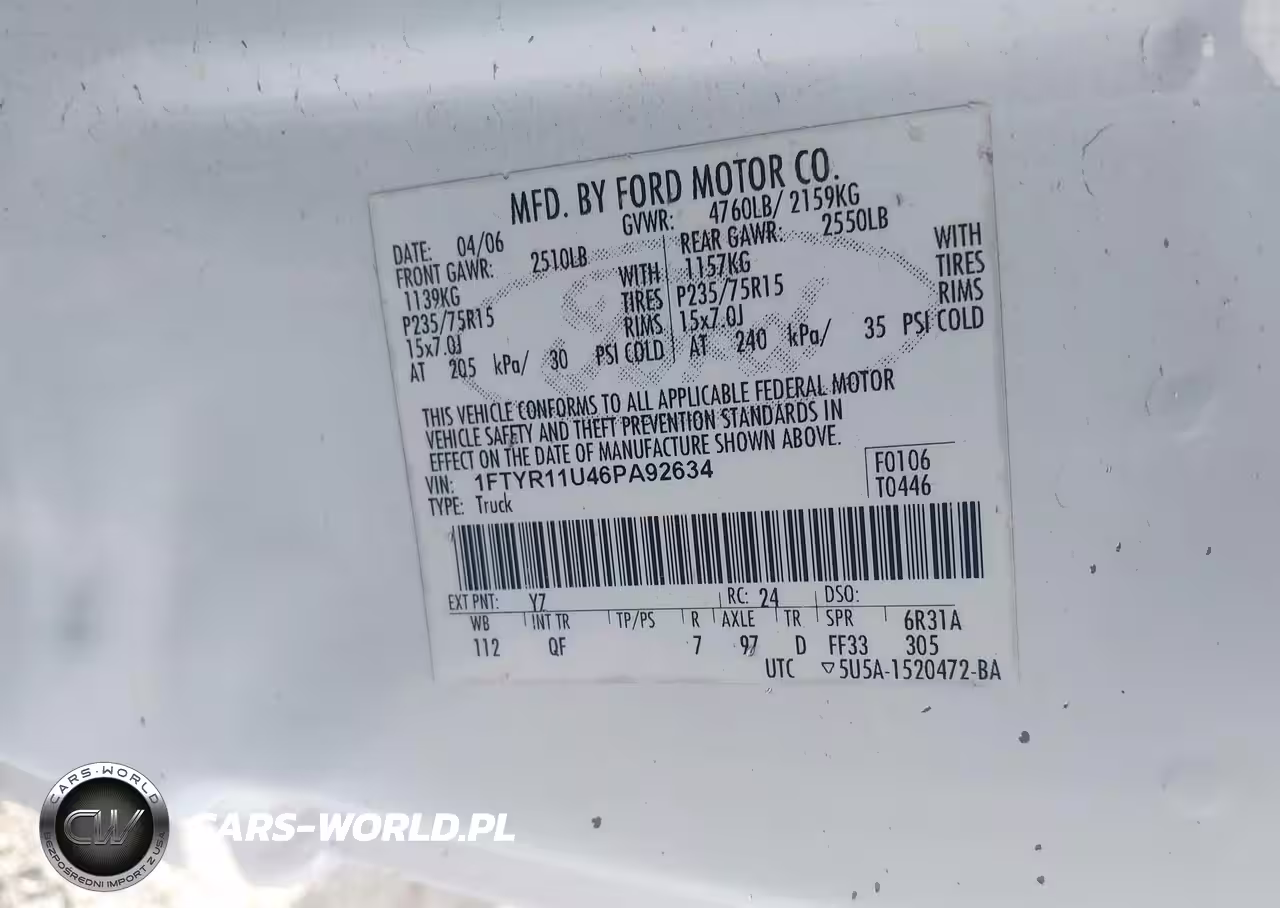 MFD. BY FORD MOTOR CO.
DATE: 04/06 GVWR: 4760LB/ 2159KG
FRONT GAWR: 2510LB REAR GAWR: 2550LB
1139KG WITH 1157KG WITH
P235/75R15 TIRES P235/75R15 TIRES
15x7.0J RIMS 15x7.0J RIMS
AT 205 kPa/ 30 PSI COLD AT 240 kPa/ 35 PSI COLD
THIS VEHICLE CONFORMS TO ALL APPLICABLE FEDERAL MOTOR
VEHICLE SAFETY AND THEFT PREVENTION STANDARDS IN
EFFECT ON THE DATE OF MANUFACTURE SHOWN ABOVE.
VIN: 1FTYR11U46PA92634 F0106
TYPE: Truck T0446
EXT PNT: YZ RC: 24 DSO:
WB INT TR TP/PS R AXLE TR SPR 6R31A
112 QF 7 97 D FF33 305
UTC ▽5U5A-1520472-BA
CARS-WORLD
CW
BEZPOŚREDNI IMPORT Z USA
CARS-WORLD.PL